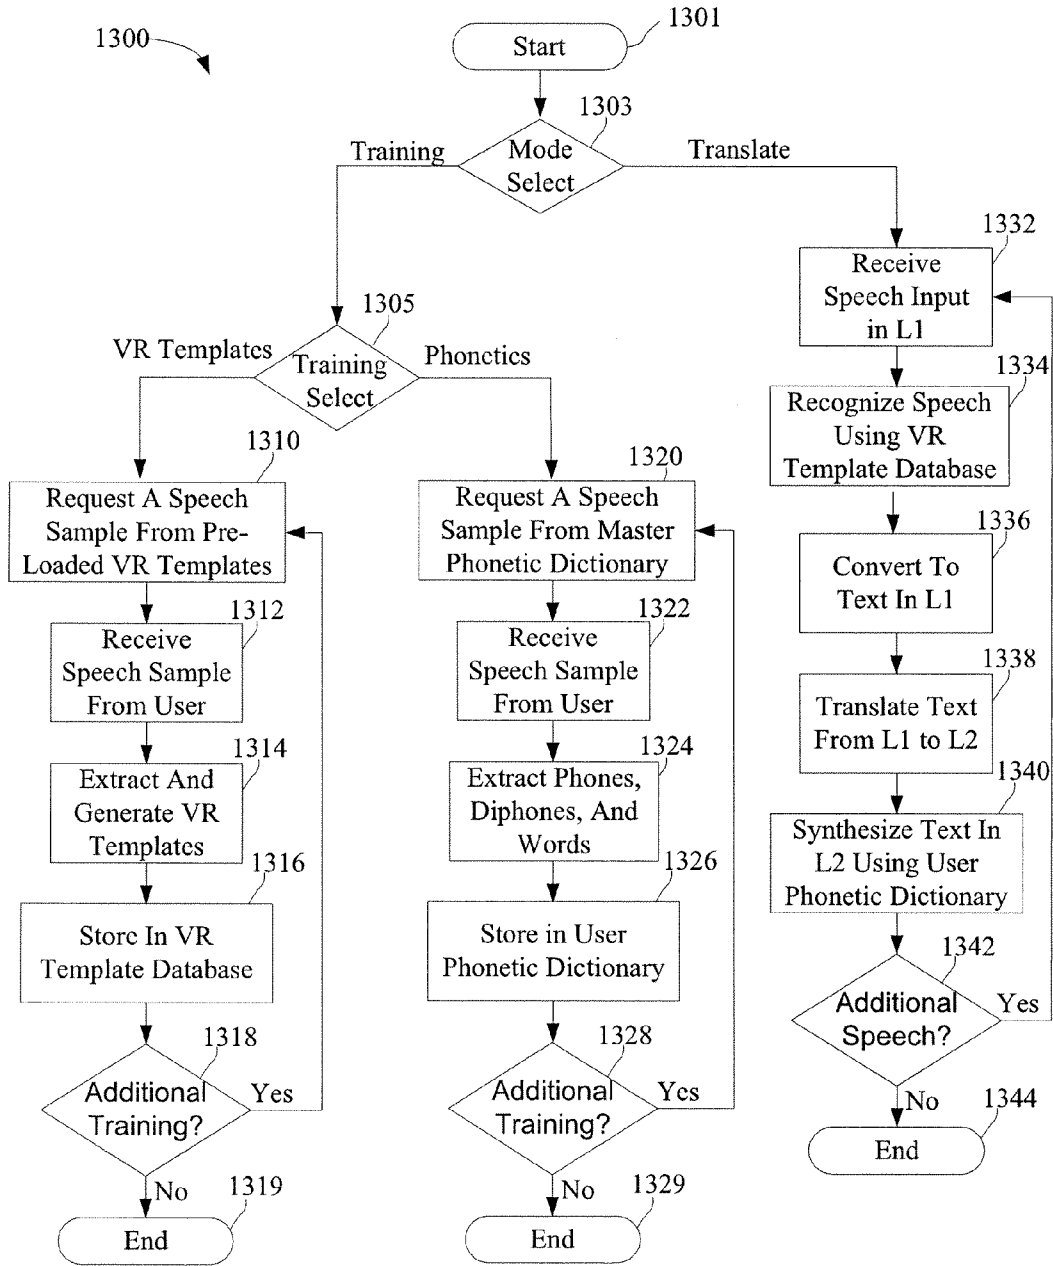 1300
1301
Start
1303
Mode
Select
Training
Translate
1305
Training
Select
VR Templates
Phonetics
1310
Request A Speech
Sample From Pre-
Loaded VR Templates
1312
Receive
Speech Sample
From User
1314
Extract And
Generate VR
Templates
1316
Store In VR
Template Database
1318
Additional
Training?
Yes
No
1319
End
1320
Request A Speech
Sample From Master
Phonetic Dictionary
1322
Receive
Speech Sample
From User
1324
Extract Phones,
Diphones, And
Words
1326
Store in User
Phonetic Dictionary
1328
Additional
Training?
Yes
No
1329
End
1332
Receive
Speech Input
in L1
1334
Recognize Speech
Using VR
Template Database
1336
Convert To
Text In L1
1338
Translate Text
From L1 to L2
1340
Synthesize Text In
L2 Using User
Phonetic Dictionary
1342
Additional
Speech?
Yes
No
1344
End